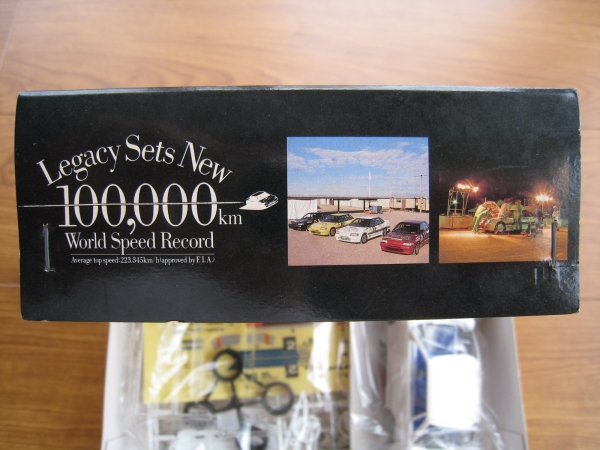 Legacy Sets New
100,000km
World Speed Record
Average top speed:223.345km/h(approved by F.I.A.)